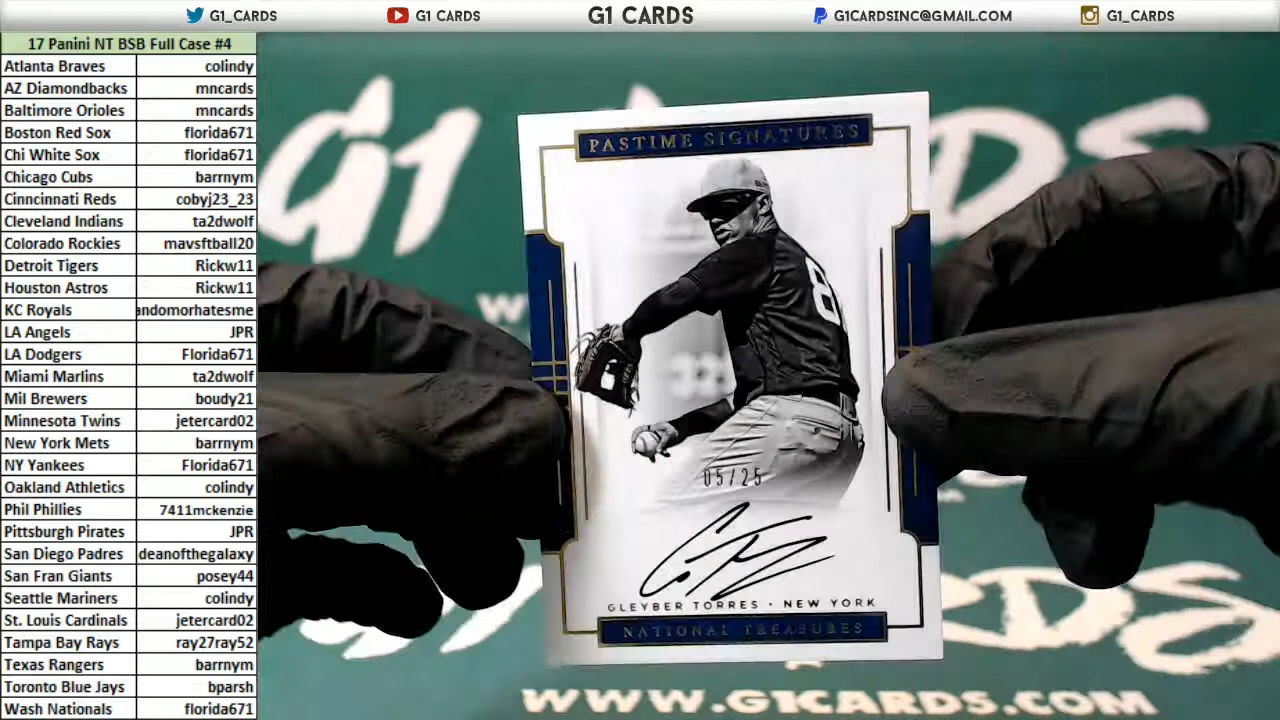 G1_CARDS
G1 CARDS
G1 CARDS
G1CARDSINC@GMAIL.COM
G1_CARDS
17 Panini NT BSB Full Case #4
Atlanta Braves colindy
AZ Diamondbacks mncards
Baltimore Orioles mncards
Boston Red Sox florida671
Chi White Sox florida671
Chicago Cubs barrnym
Cinncinnati Reds cobyj23_23
Cleveland Indians ta2dwolf
Colorado Rockies mavsftball20
Detroit Tigers Rickw11
Houston Astros Rickw11
KC Royals andomorhatesme
LA Angels JPR
LA Dodgers Florida671
Miami Marlins ta2dwolf
Mil Brewers boudy21
Minnesota Twins jetercard02
New York Mets barrnym
NY Yankees Florida671
Oakland Athletics colindy
Phil Phillies 7411mckenzie
Pittsburgh Pirates JPR
San Diego Padres deanofthegalaxy
San Fran Giants posey44
Seattle Mariners colindy
St. Louis Cardinals jetercard02
Tampa Bay Rays ray27ray52
Texas Rangers barrnym
Toronto Blue Jays bparsh
Wash Nationals florida671
G1
PASTIME SIGNATURES
8
05/25
GLEYBER TORRES • NEW YORK
NATIONAL TREASURES
WWW.G1CARDS.COM